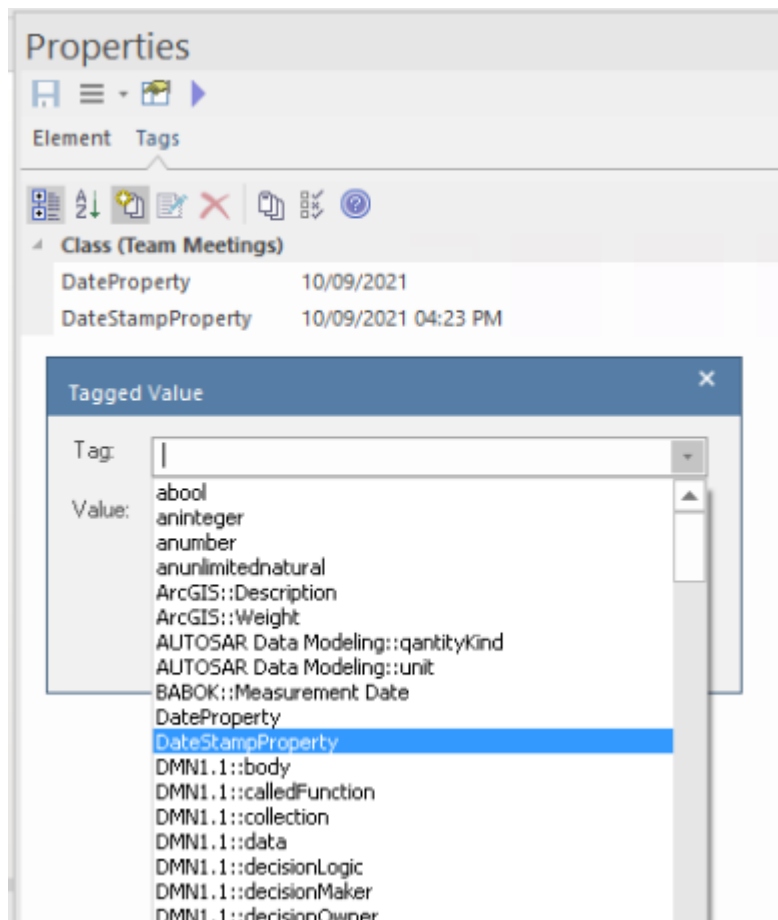 Properties
Element Tags
Class (Team Meetings)
DateProperty 10/09/2021
DateStampProperty 10/09/2021 04:23 PM
Tagged Value
Tag:
Value:
abool
aninteger
anumber
anunlimitednatural
ArcGIS::Description
ArcGIS::Weight
AUTOSAR Data Modeling::qantityKind
AUTOSAR Data Modeling::unit
BABOK::Measurement Date
DateProperty
DateStampProperty
DMN1.1::body
DMN1.1::calledFunction
DMN1.1::collection
DMN1.1::data
DMN1.1::decisionLogic
DMN1.1::decisionMaker
DMN1.1::decisionOwner